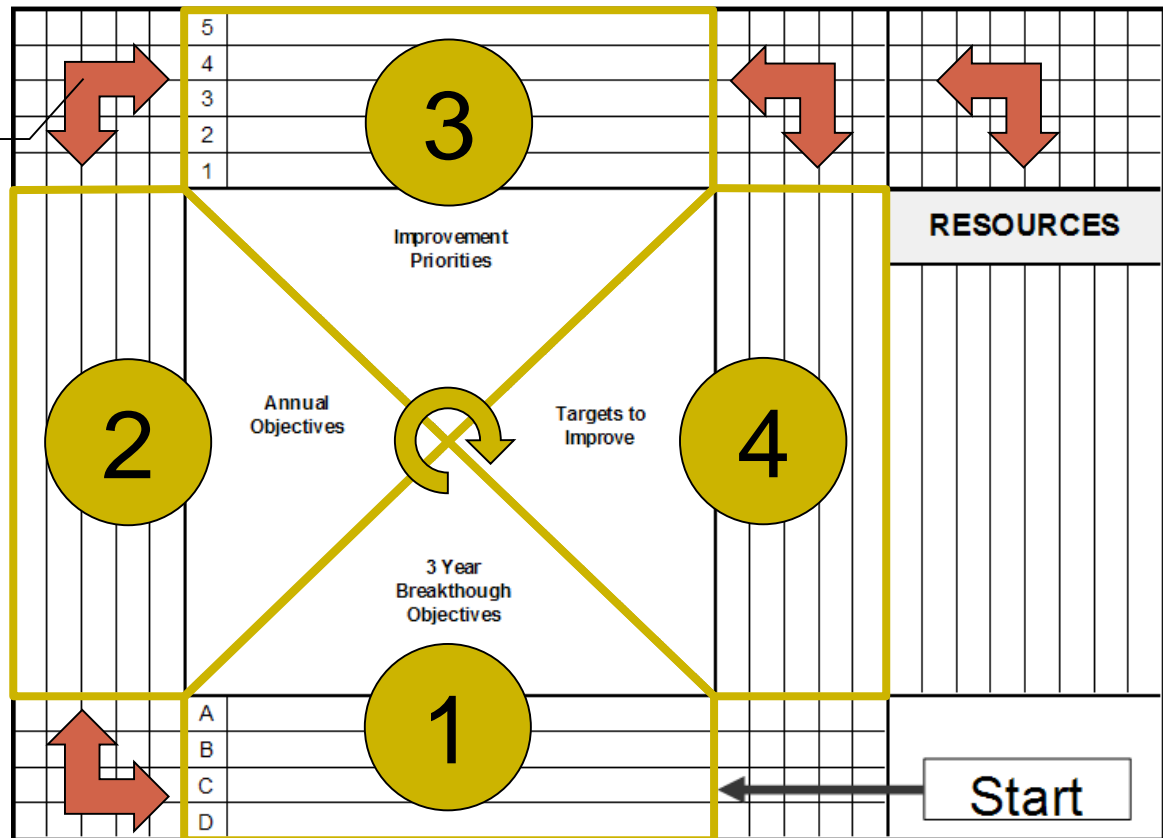 5
4
3
2
1
3
RESOURCES
Improvement
Priorities
2
Annual
Objectives
Targets to
Improve
4
3 Year
Breakthough
Objectives
1
A
B
C
D
Start